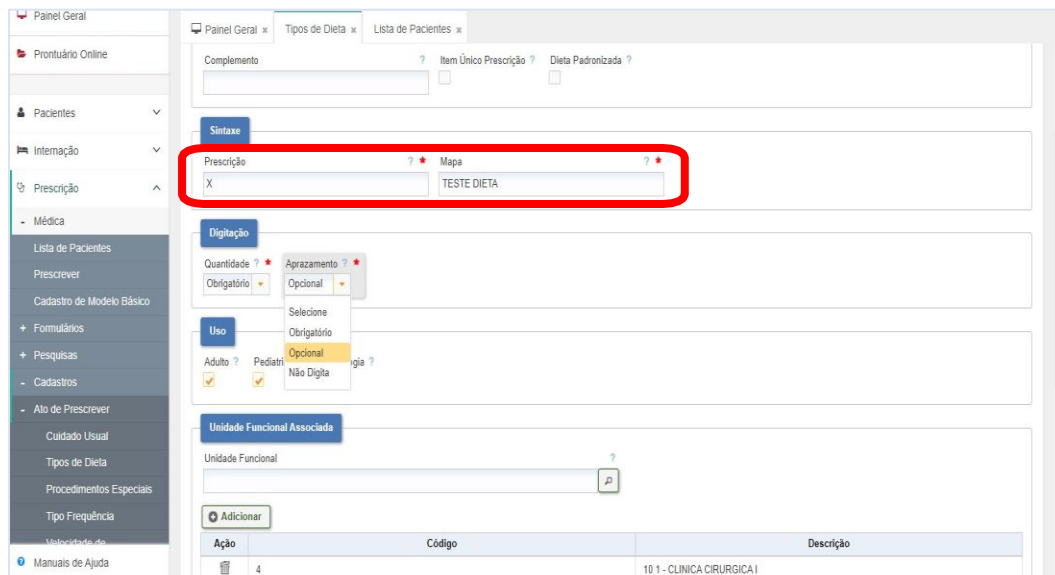 Painel Geral
Prontuário Online
Pacientes
Internação
Prescrição
- Médica
Lista de Pacientes
Prescrever
Cadastro de Modelo Básico
+ Formulários
+ Pesquisas
- Cadastros
- Ato de Prescrever
Cuidado Usual
Tipos de Dieta
Procedimentos Especiais
Tipo Frequência
Velocidade de
Manuais de Ajuda
Painel Geral x Tipos de Dieta x Lista de Pacientes x
Complemento ? Item Único Prescrição ? Dieta Padronizada ?
Sintaxe
Prescrição ? * Mapa ? *
X TESTE DIETA
Digitação
Quantidade ? * Aprazamento ? *
Obrigatório Opcional
Selecione
Obrigatório
Opcional
Não Digita
Uso
Adulto ? Pediatri ogia ?
Unidade Funcional Associada
Unidade Funcional ?
Adicionar
Ação Código Descrição
4 10 1 - CLINICA CIRURGICA I